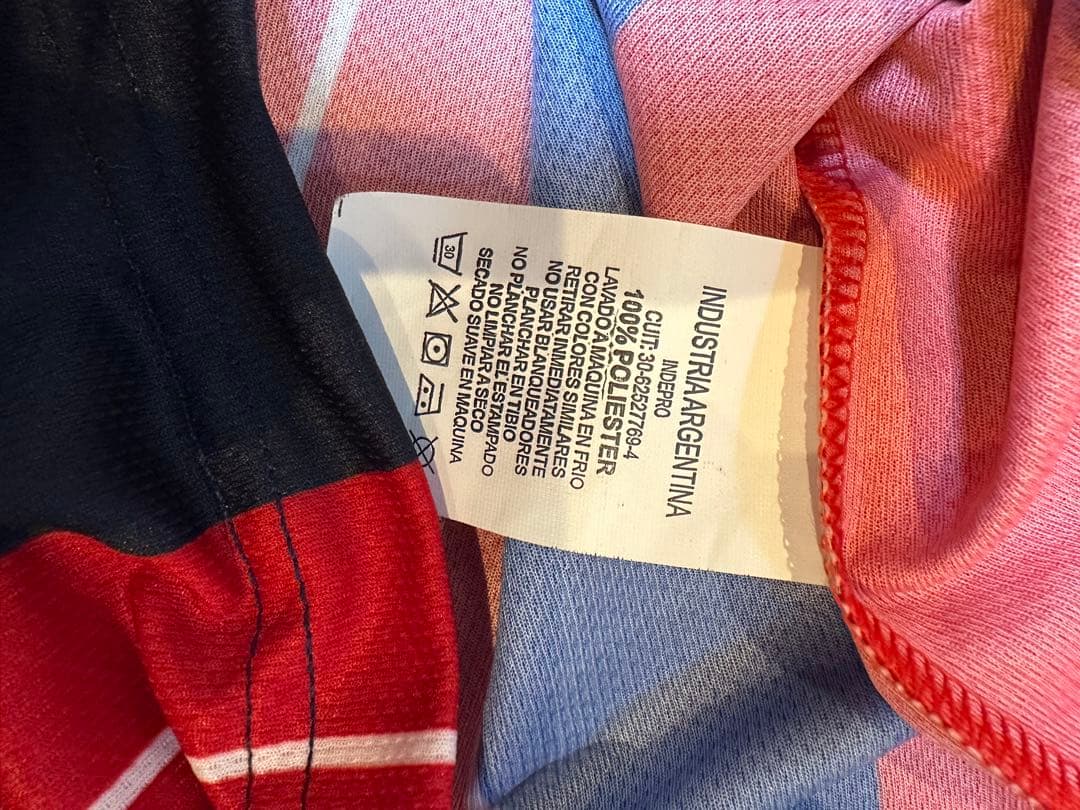 INDUSTRIA ARGENTINA
INDEPRO
CUIT: 30-62527769-4
100% POLIESTER
LAVADO A MAQUINA EN FRIO
CON COLORES SIMILARES
RETIRAR INMEDIATAMENTE
NO USAR BLANQUEADORES
PLANCHAR EN TIBIO
NO PLANCHAR EL ESTAMPADO
NO LIMPIAR A SECO
SECADO SUAVE EN MAQUINA
30